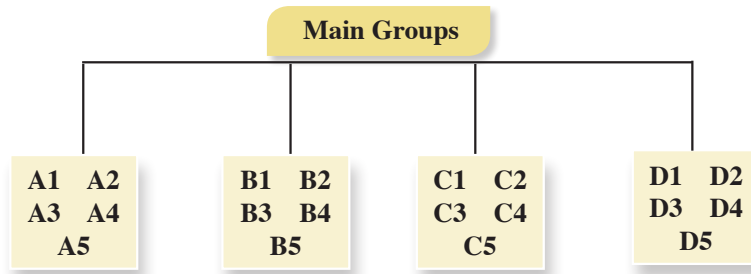 Main Groups
A1 A2
A3 A4
A5
B1 B2
B3 B4
B5
C1 C2
C3 C4
C5
D1 D2
D3 D4
D5